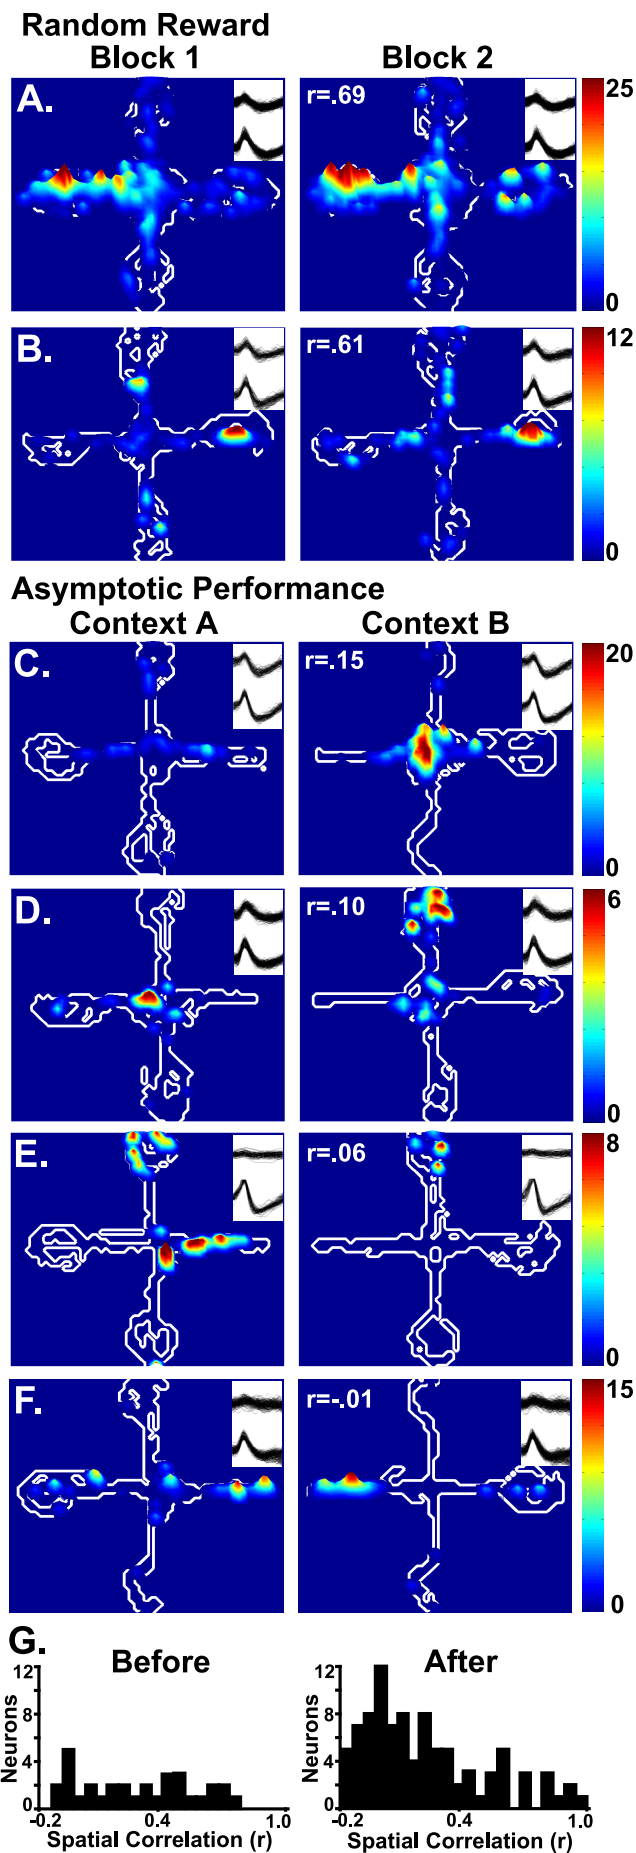 Random Reward
Block 1 Block 2
A. r=.69 25
0
B. r=.61 12
0
Asymptotic Performance
Context A Context B
C. r=.15 20
0
D. r=.10 6
0
E. r=.06 8
0
F. r=-.01 15
0
G.
Before After
Neurons
12
8
4
0
-0.2 0.4 1.0
Spatial Correlation (r)
Neurons
12
8
4
0
-0.2 0.4 1.0
Spatial Correlation (r)